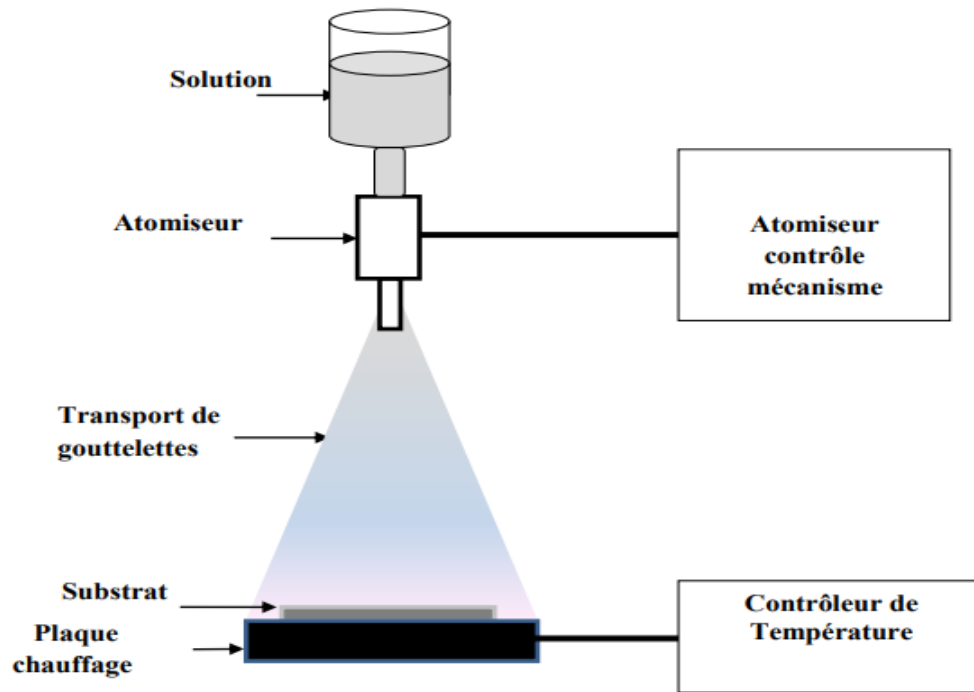 Solution
Atomiseur
Atomiseur
contrôle
mécanisme
Transport de
gouttelettes
Substrat
Plaque
chauffage
Contrôleur de
Température